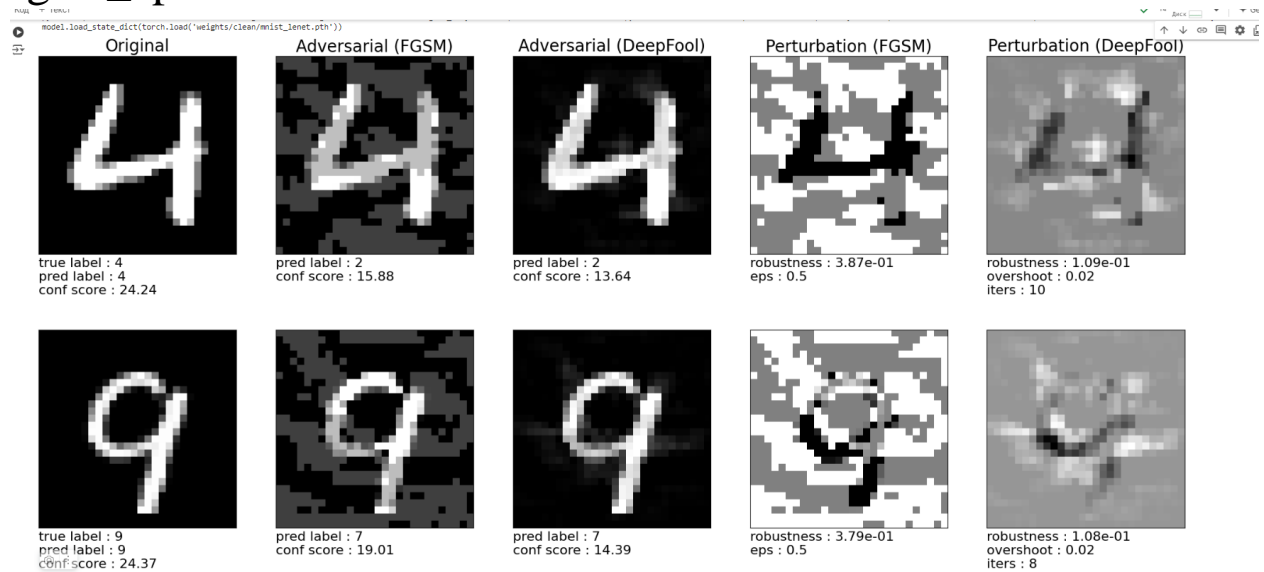 Код + Текст
Диск
model.load_state_dict(torch.load('weights/clean/mnist_lenet.pth'))
Original Adversarial (FGSM) Adversarial (DeepFool) Perturbation (FGSM) Perturbation (DeepFool)
true label : 4
pred label : 4
conf score : 24.24
pred label : 2
conf score : 15.88
pred label : 2
conf score : 13.64
robustness : 3.87e-01
eps : 0.5
robustness : 1.09e-01
overshoot : 0.02
iters : 10
true label : 9
pred label : 9
conf score : 24.37
pred label : 7
conf score : 19.01
pred label : 7
conf score : 14.39
robustness : 3.79e-01
eps : 0.5
robustness : 1.08e-01
overshoot : 0.02
iters : 8